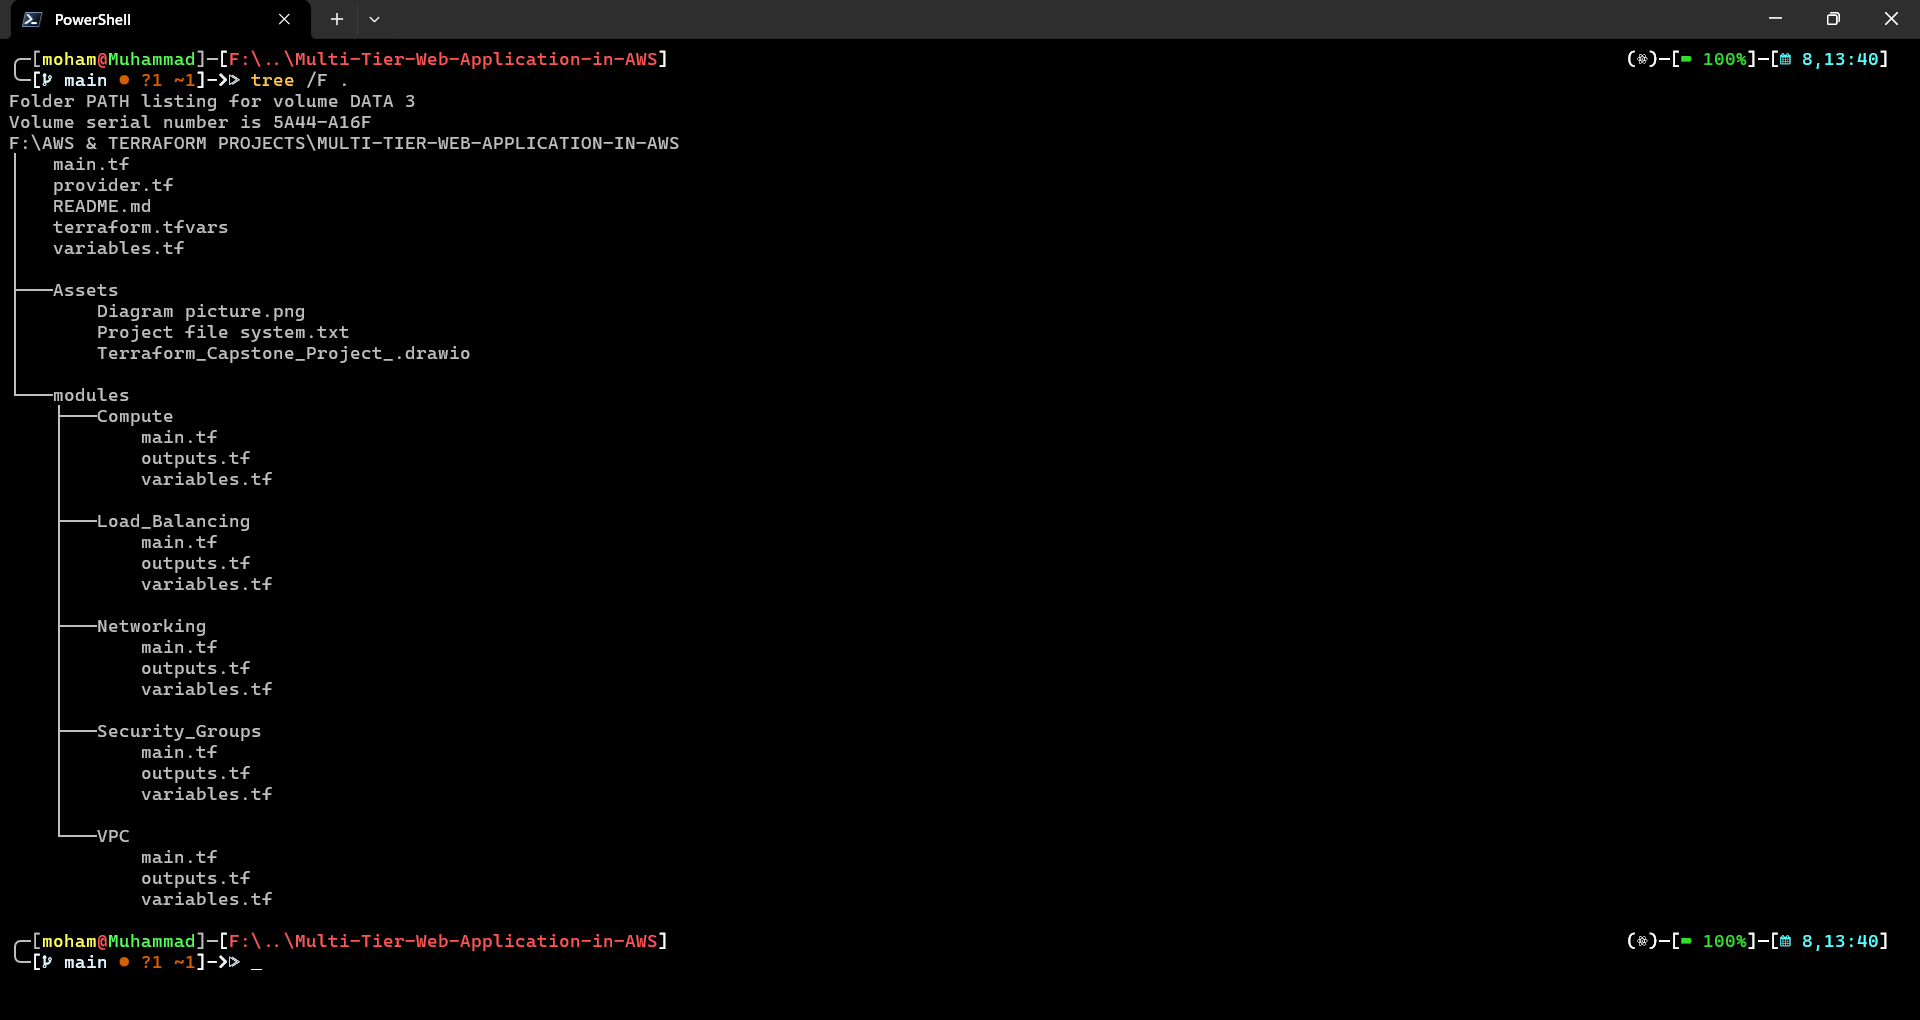 PowerShell
[moham@Muhammad]-[F:\..\Multi-Tier-Web-Application-in-AWS] 100%]-[ 8,13:40]
[ main ● ?1 ~1]-> tree /F .
Folder PATH listing for volume DATA 3
Volume serial number is 5A44-A16F
F:\AWS & TERRAFORM PROJECTS\MULTI-TIER-WEB-APPLICATION-IN-AWS
main.tf
provider.tf
README.md
terraform.tfvars
variables.tf
Assets
Diagram picture.png
Project file system.txt
Terraform_Capstone_Project_.drawio
modules
Compute
main.tf
outputs.tf
variables.tf
Load_Balancing
main.tf
outputs.tf
variables.tf
Networking
main.tf
outputs.tf
variables.tf
Security_Groups
main.tf
outputs.tf
variables.tf
VPC
main.tf
outputs.tf
variables.tf
[moham@Muhammad]-[F:\..\Multi-Tier-Web-Application-in-AWS] 100%]-[ 8,13:40]
[ main ● ?1 ~1]-> _